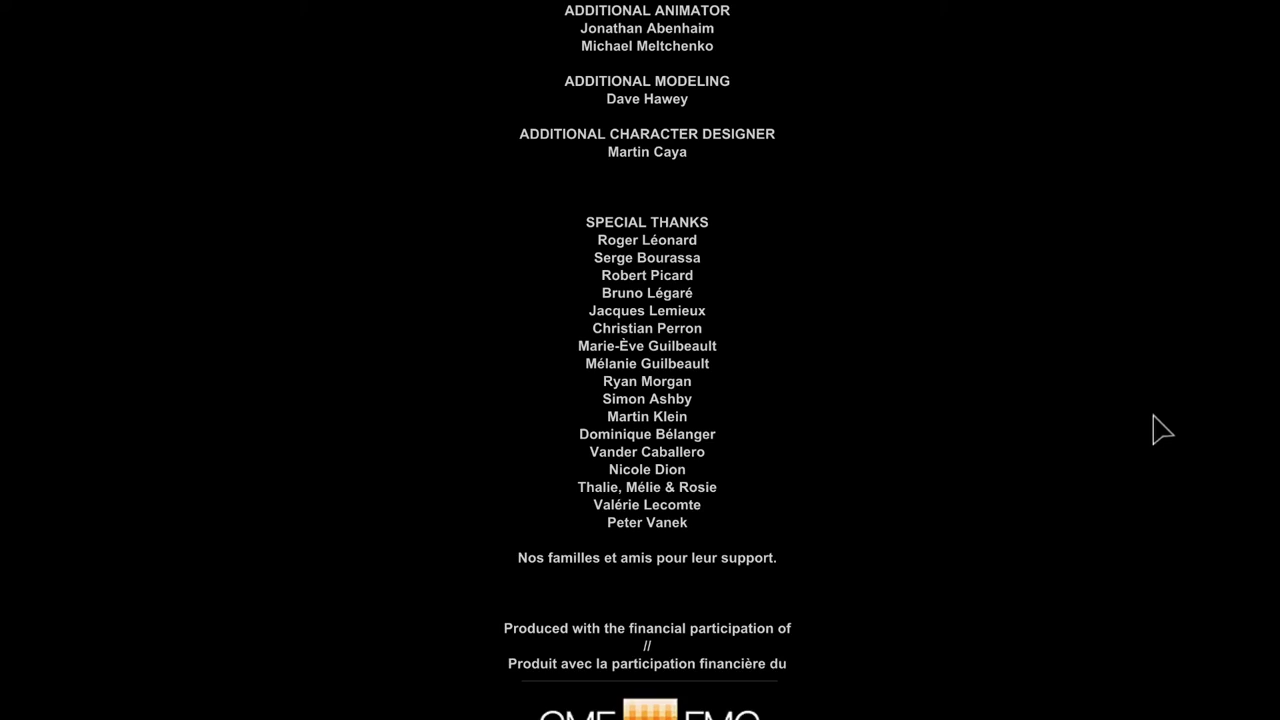 ADDITIONAL ANIMATOR
Jonathan Abenhaim
Michael Meltchenko
ADDITIONAL MODELING
Dave Hawey
ADDITIONAL CHARACTER DESIGNER
Martin Caya
SPECIAL THANKS
Roger Léonard
Serge Bourassa
Robert Picard
Bruno Légaré
Jacques Lemieux
Christian Perron
Marie-Ève Guilbeault
Mélanie Guilbeault
Ryan Morgan
Simon Ashby
Martin Klein
Dominique Bélanger
Vander Caballero
Nicole Dion
Thalie, Mélie & Rosie
Valérie Lecomte
Peter Vanek
Nos familles et amis pour leur support.
Produced with the financial participation of
//
Produit avec la participation financière du